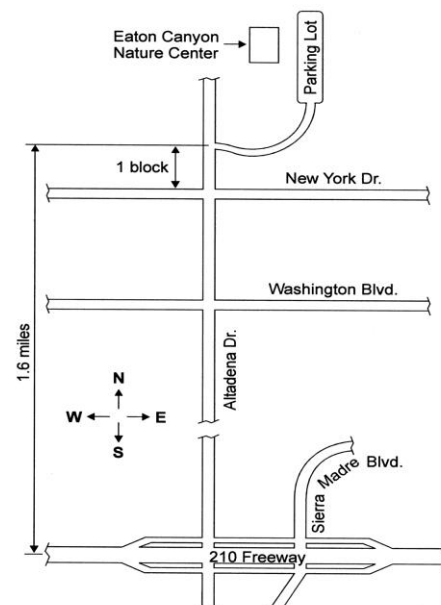 Eaton Canyon
Nature Center
Parking Lot
1 block
New York Dr.
Washington Blvd.
1.6 miles
Altadena Dr.
N
W
E
S
Sierra Madre Blvd.
210 Freeway